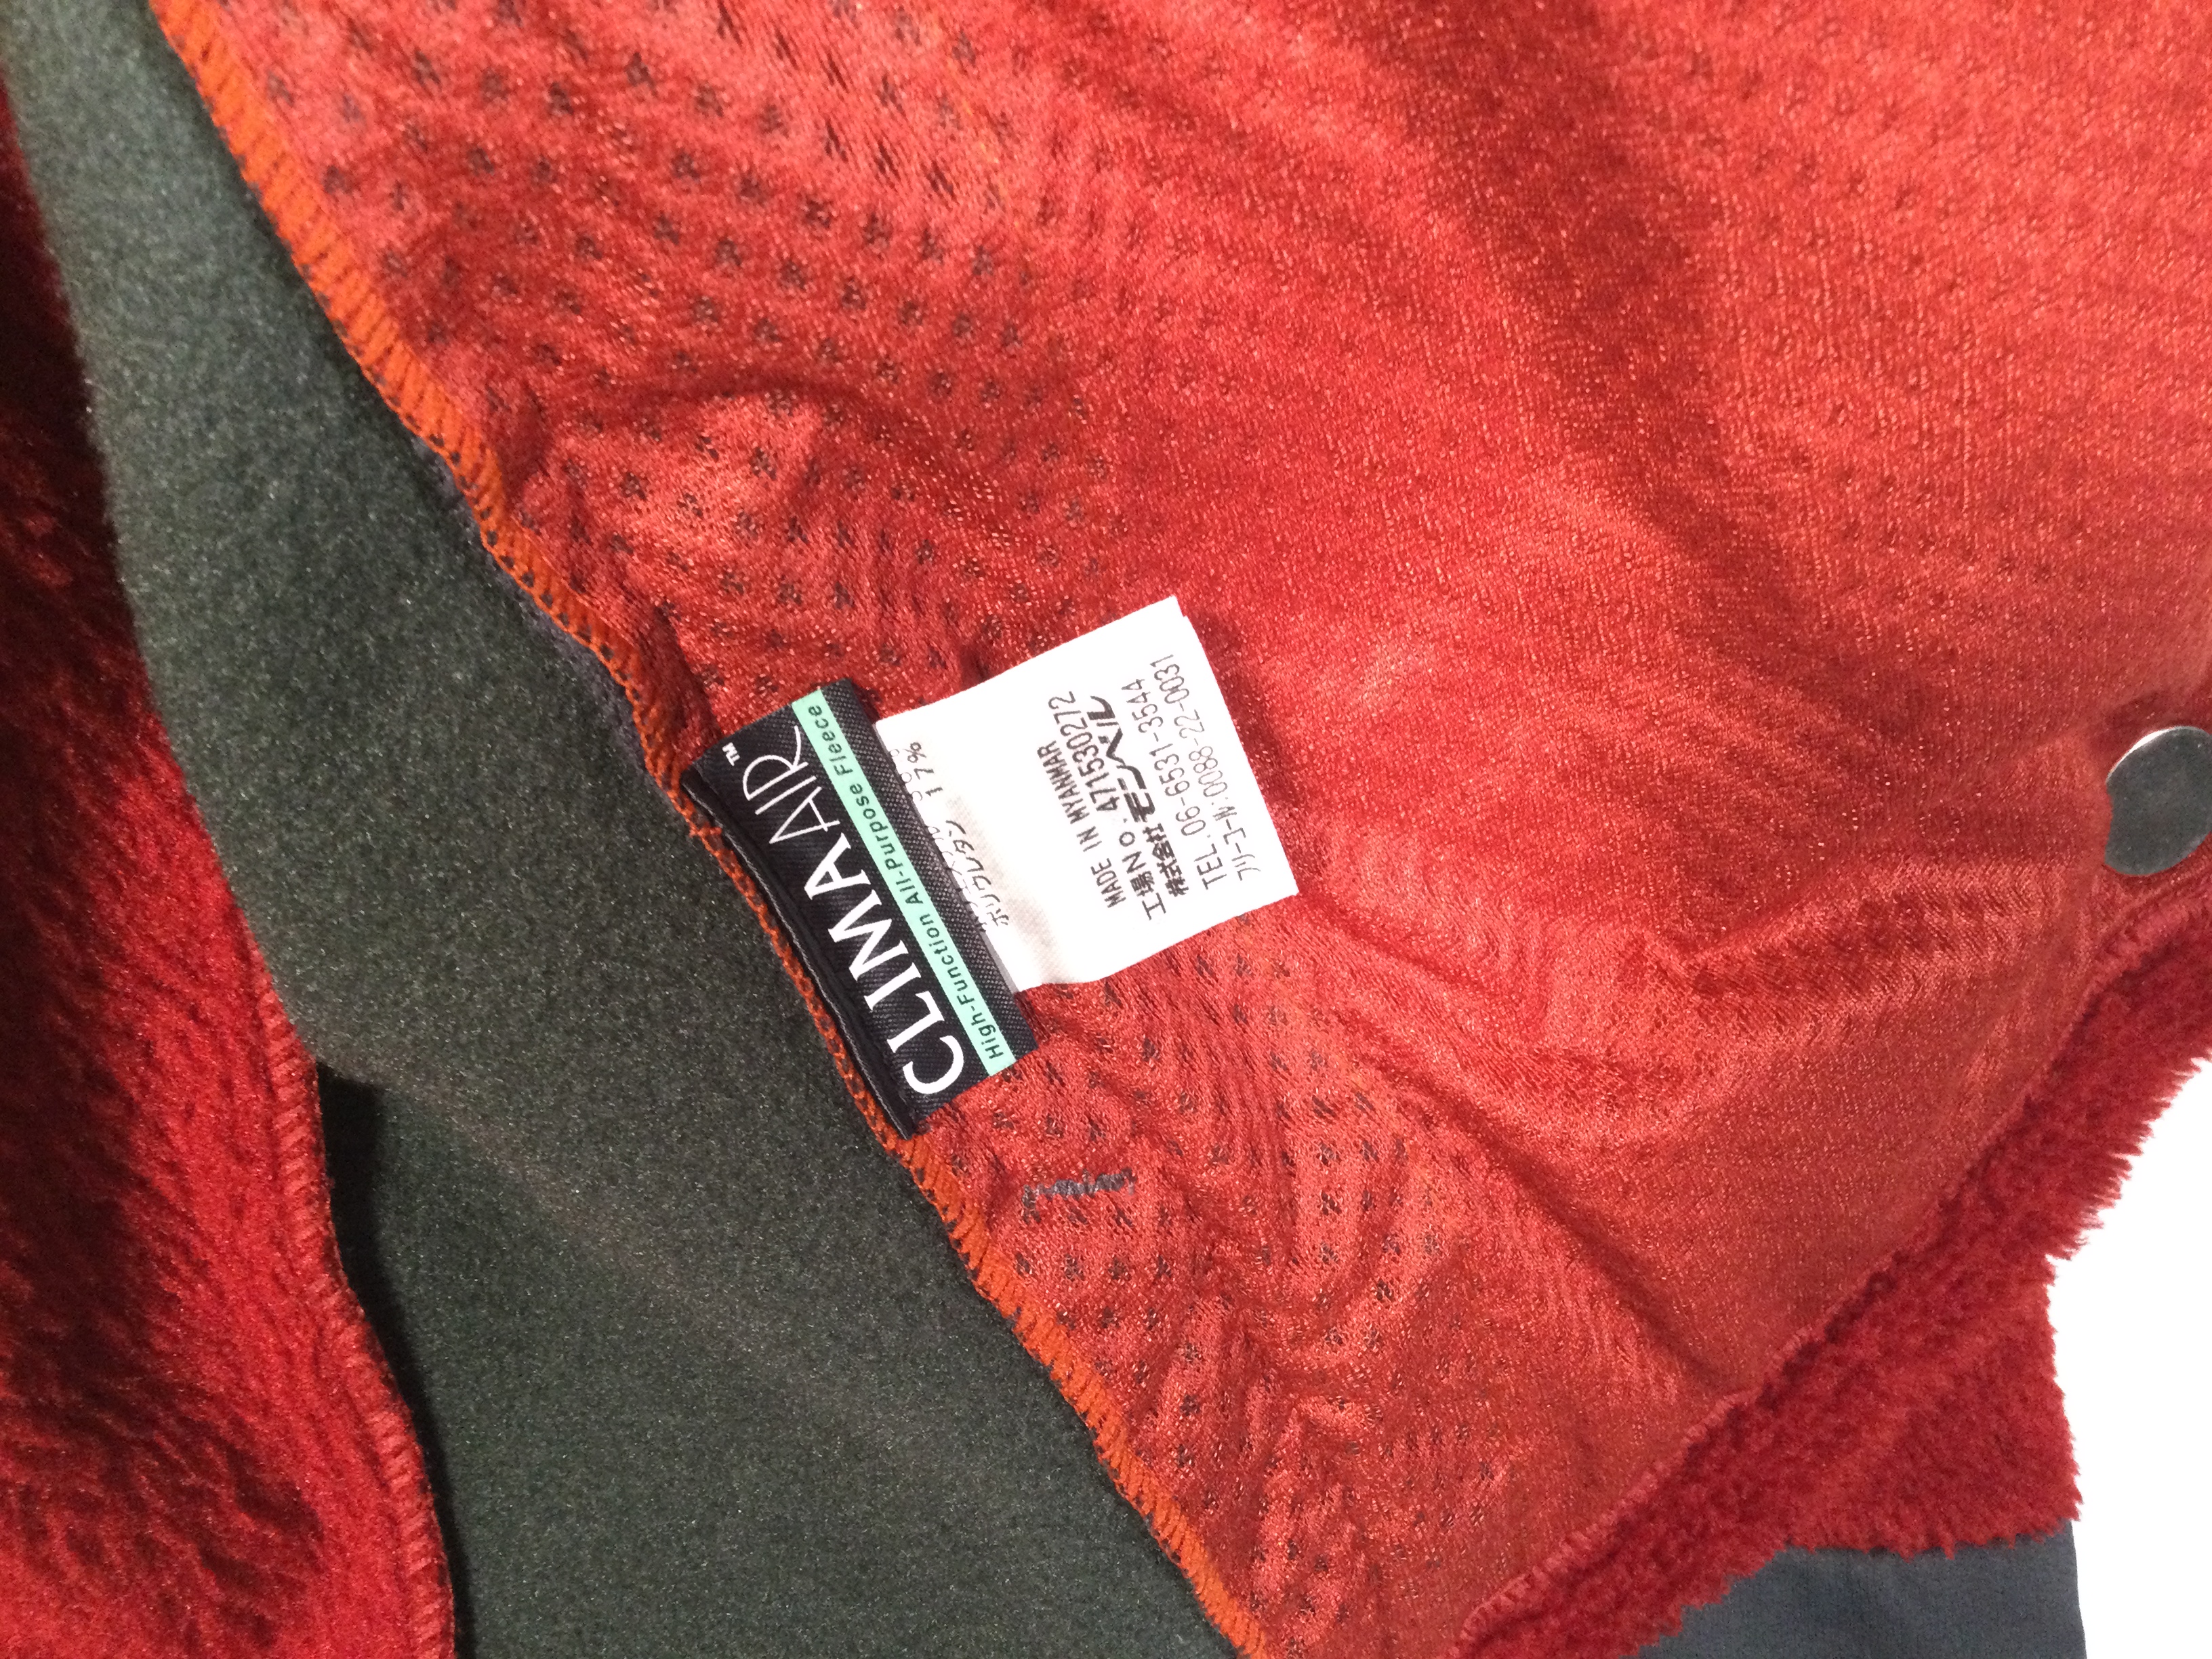 CLIMAAIR™
High-Function All-Purpose Fleece
ポリウレタン 17%
MADE IN MYANMAR
工場No. 471530272
株式会社モンベル
TEL.06-6531-3544
フリーコール:0088-22-0031